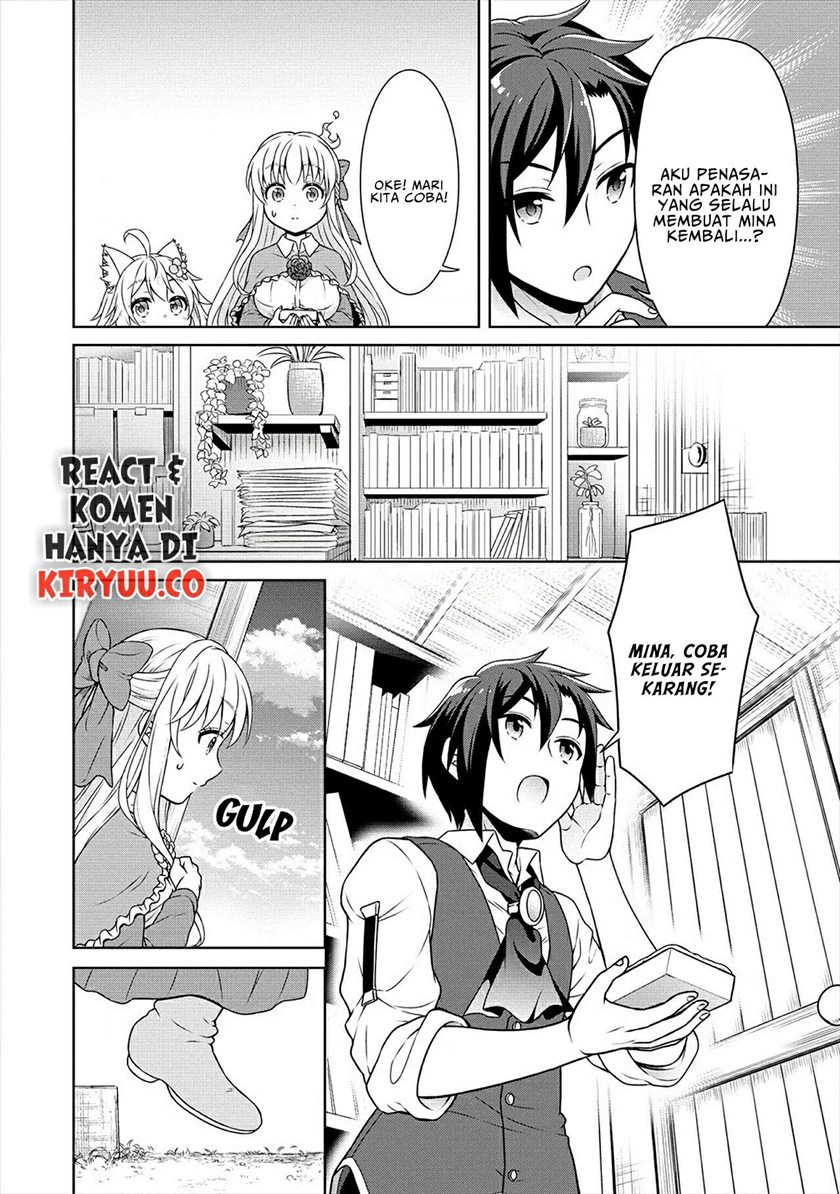 AKU PENASA-
RAN APAKAH INI
YANG SELALU
MEMBUAT MINA
KEMBALI...?
OKE! MARI
KITA COBA!
REACT &
KOMEN
HANYA DI
KIRYUU.CO
MINA, COBA
KELUAR SE-
KARANG!
GULP